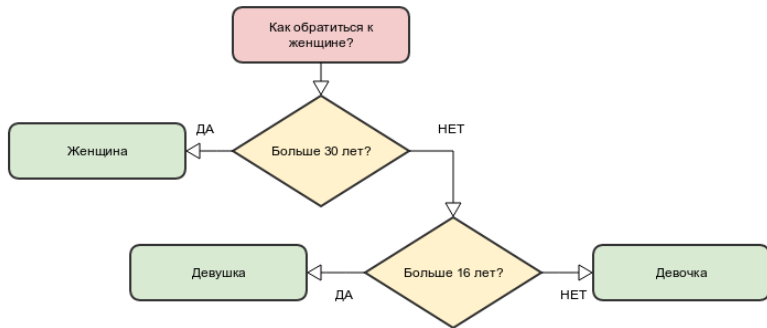 Как обратиться к
женщине?
ДА
НЕТ
Женщина
Больше 30 лет?
Девушка
Больше 16 лет?
Девочка
ДА
НЕТ